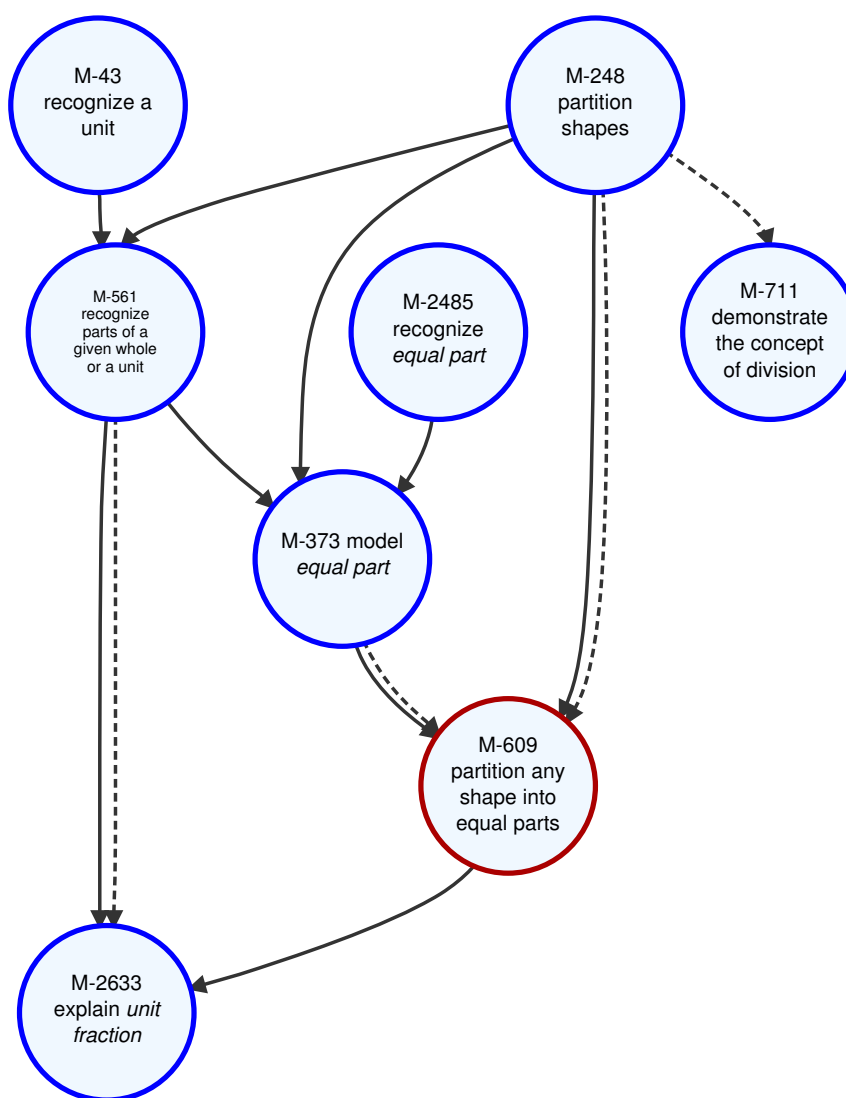 M-43
recognize a
unit
M-248
partition
shapes
M-561
recognize
parts of a
given whole
or a unit
M-2485
recognize
equal part
M-711
demonstrate
the concept
of division
M-373 model
equal part
M-609
partition any
shape into
equal parts
M-2633
explain unit
fraction